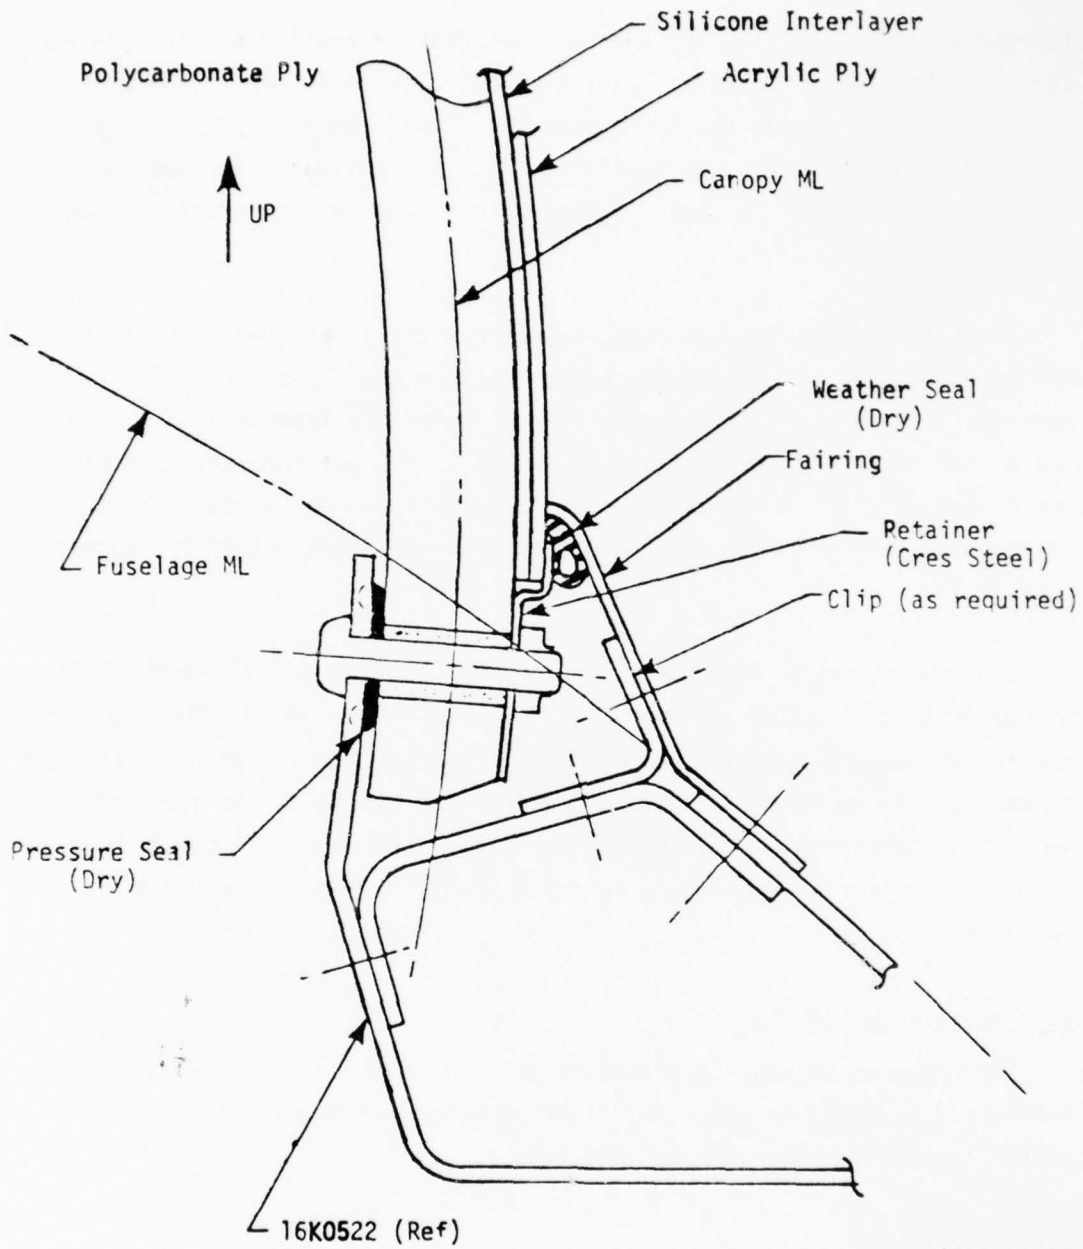 Silicone Interlayer
Polycarbonate Ply
Acrylic Ply
UP
Canopy ML
Weather Seal
(Dry)
Fairing
Retainer
(Cres Steel)
Fuselage ML
Clip (as required)
Pressure Seal
(Dry)
16K0522 (Ref)